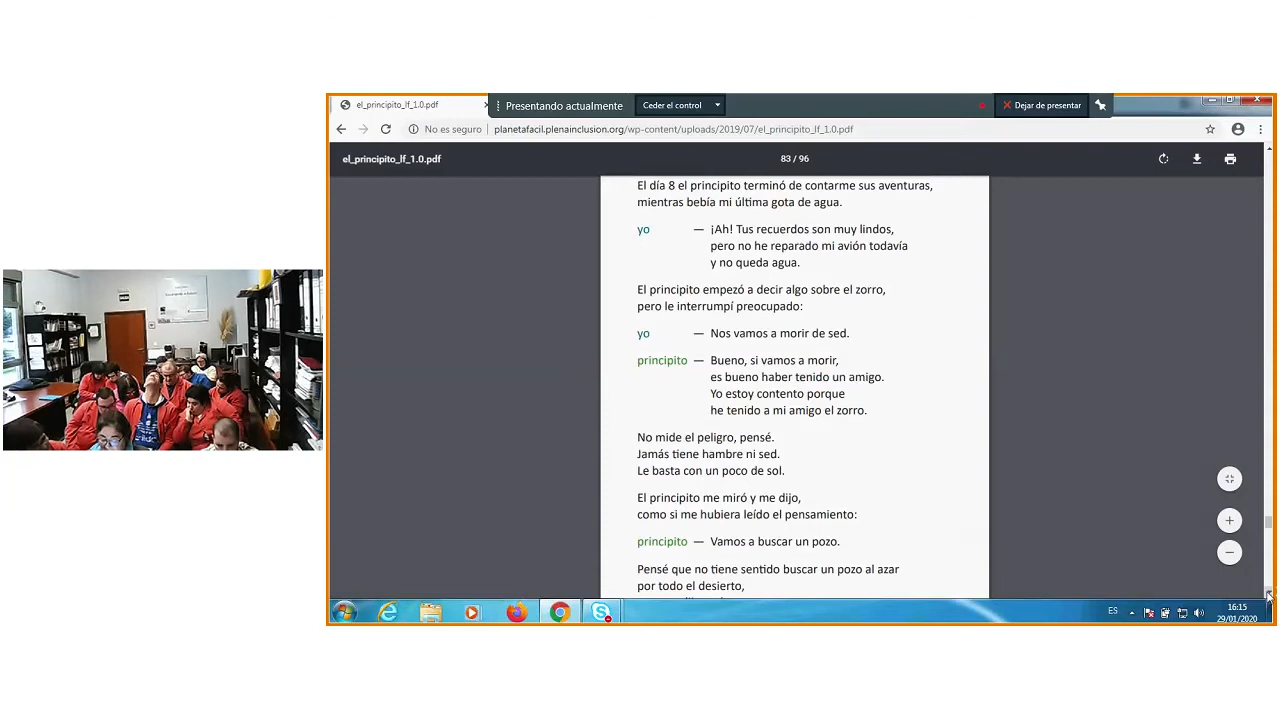 el_principito_lf_1.0.pdf
Presentando actualmente
Ceder el control
Dejar de presentar
No es seguro
planetafacil.plenainclusion.org/wp-content/uploads/2019/07/el_principito_lf_1.0.pdf
el_principito_lf_1.0.pdf
83 / 96
El día 8 el principito terminó de contarme sus aventuras,
mientras bebía mi última gota de agua.
yo — ¡Ah! Tus recuerdos son muy lindos,
pero no he reparado mi avión todavía
y no queda agua.
El principito empezó a decir algo sobre el zorro,
pero le interrumpí preocupado:
yo — Nos vamos a morir de sed.
principito — Bueno, si vamos a morir,
es bueno haber tenido un amigo.
Yo estoy contento porque
he tenido a mi amigo el zorro.
No mide el peligro, pensé.
Jamás tiene hambre ni sed.
Le basta con un poco de sol.
El principito me miró y me dijo,
como si me hubiera leído el pensamiento:
principito — Vamos a buscar un pozo.
Pensé que no tiene sentido buscar un pozo al azar
por todo el desierto,
ES
16:15
29/01/2020